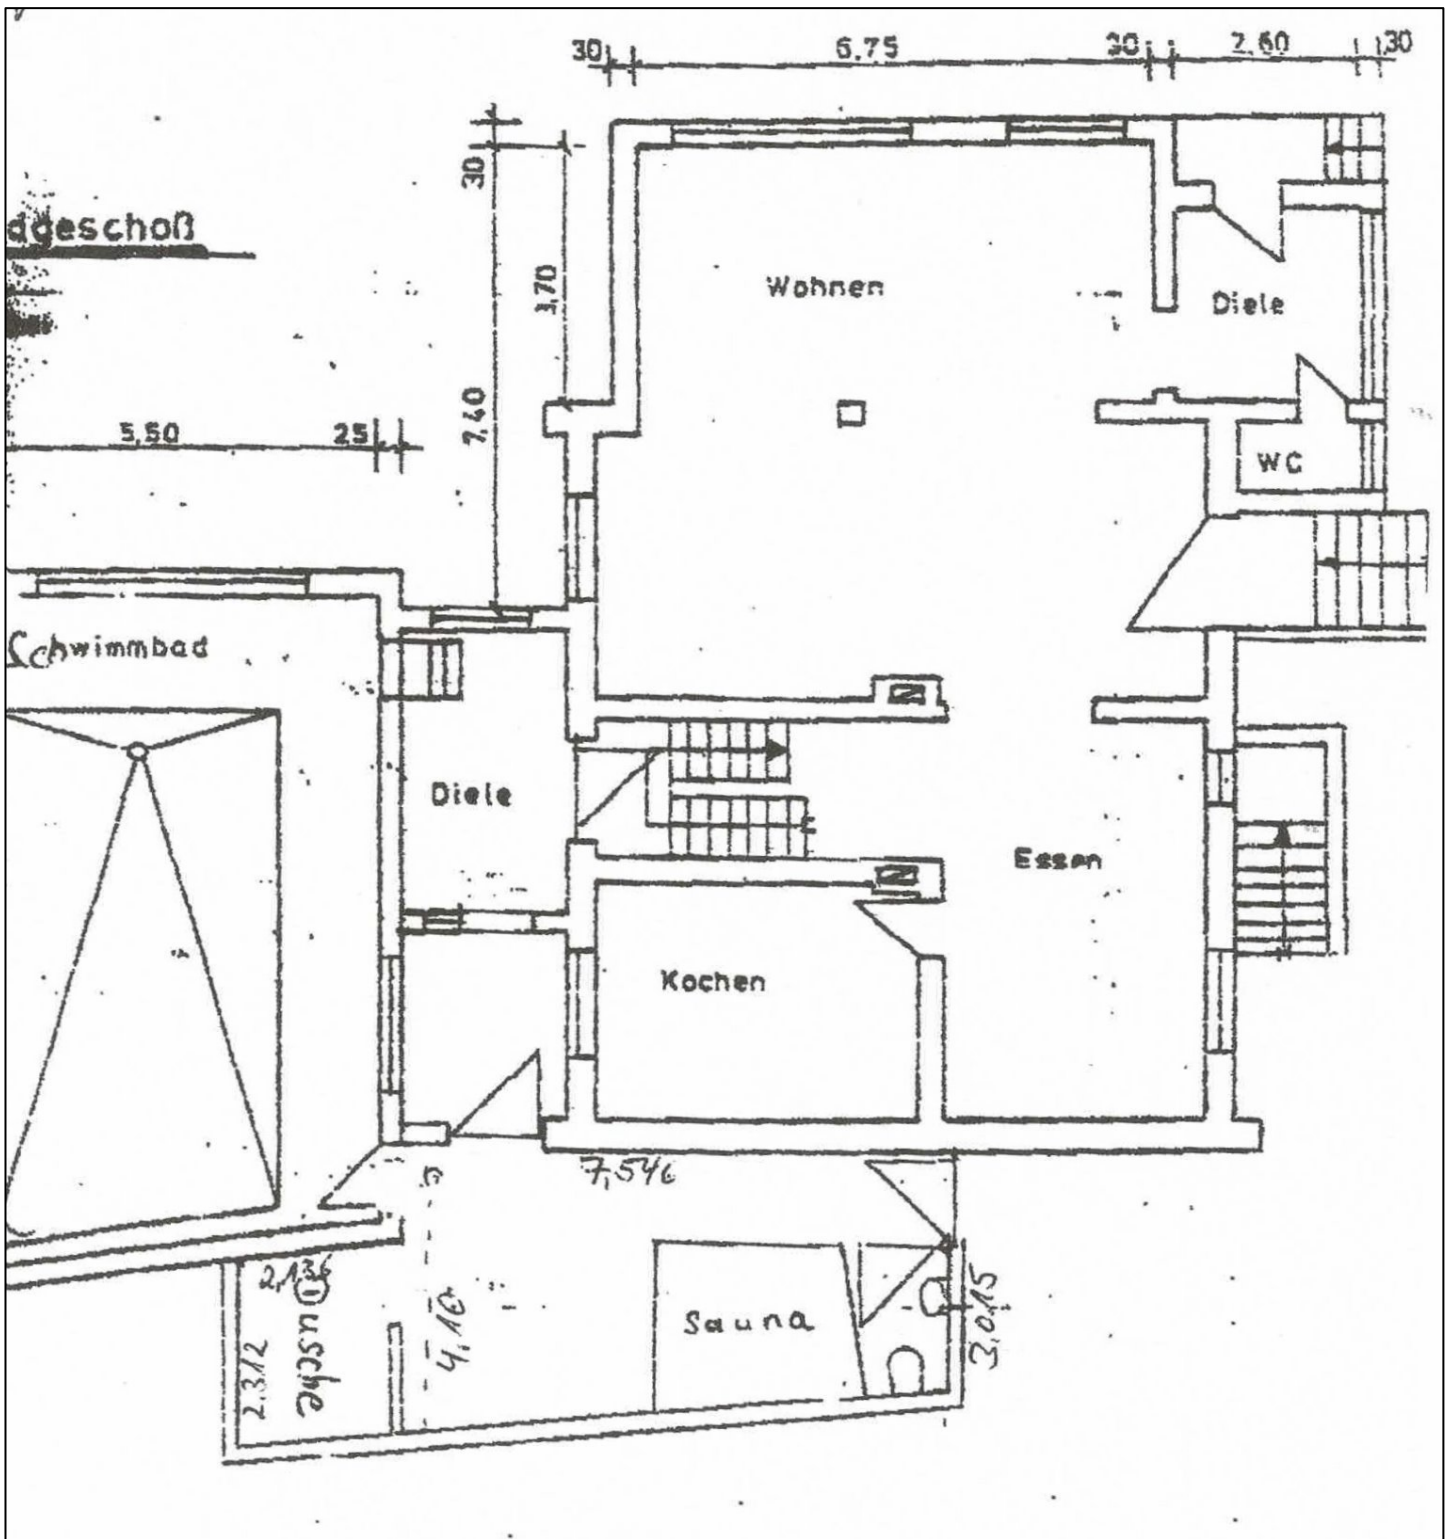 30 6,75 30 2,60 30
30
dgeschoß
Wohnen
3,70
Diele
7,40
5,50 25
WC
Schwimmbad
Diele
Essen
Kochen
7,546
2,136
Sauna
3.015
4,10
2.312
Dusche